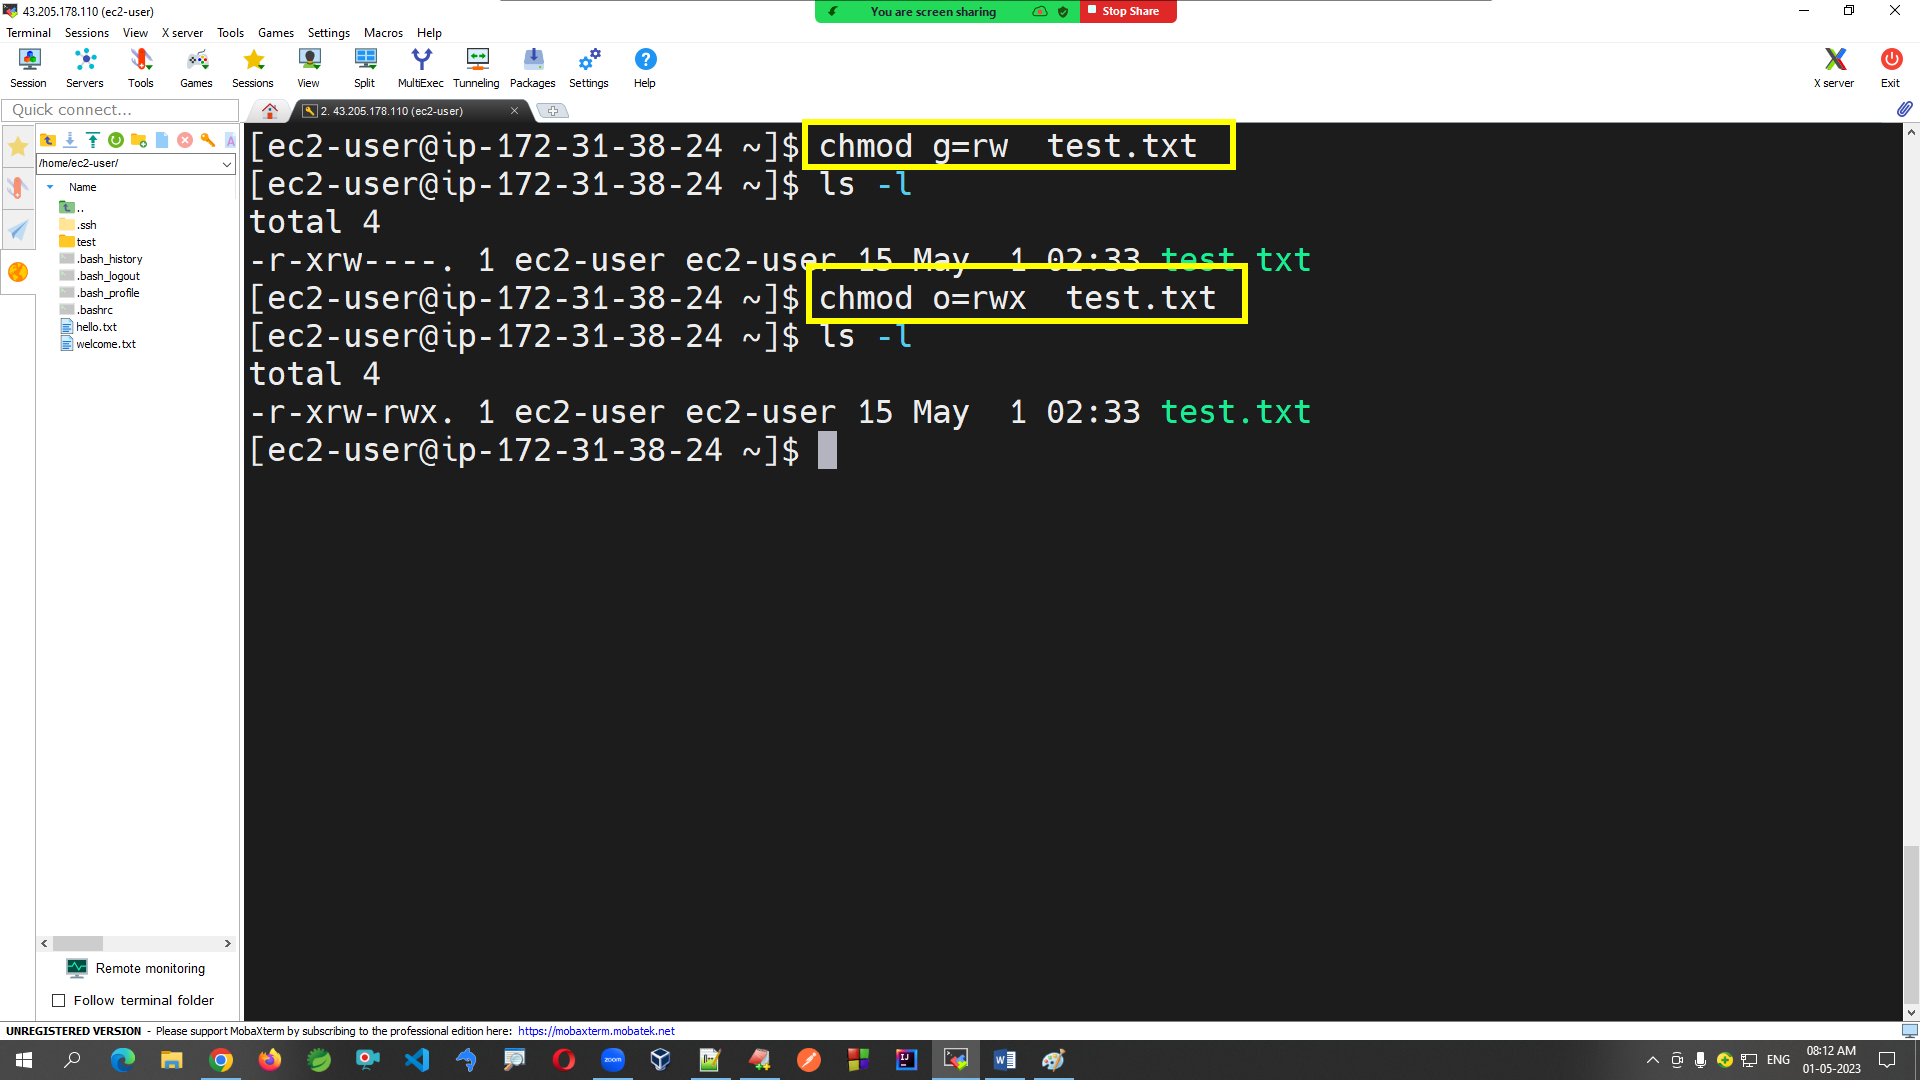 43.205.178.110 (ec2-user)
You are screen sharing
Stop Share
Terminal Sessions View X server Tools Games Settings Macros Help
Session Servers Tools Games Sessions View Split MultiExec Tunneling Packages Settings Help X server Exit
Quick connect...
2. 43.205.178.110 (ec2-user)
/home/ec2-user/
Name
..
.ssh
test
.bash_history
.bash_logout
.bash_profile
.bashrc
hello.txt
welcome.txt
[ec2-user@ip-172-31-38-24 ~]$ chmod g=rw  test.txt
[ec2-user@ip-172-31-38-24 ~]$ ls -l
total 4
-r-xrw----. 1 ec2-user ec2-user 15 May  1 02:33 test.txt
[ec2-user@ip-172-31-38-24 ~]$ chmod o=rwx  test.txt
[ec2-user@ip-172-31-38-24 ~]$ ls -l
total 4
-r-xrw-rwx. 1 ec2-user ec2-user 15 May  1 02:33 test.txt
[ec2-user@ip-172-31-38-24 ~]$
Remote monitoring
Follow terminal folder
UNREGISTERED VERSION - Please support MobaXterm by subscribing to the professional edition here: https://mobaxterm.mobatek.net
zoom
IJ
ENG
08:12 AM
01-05-2023